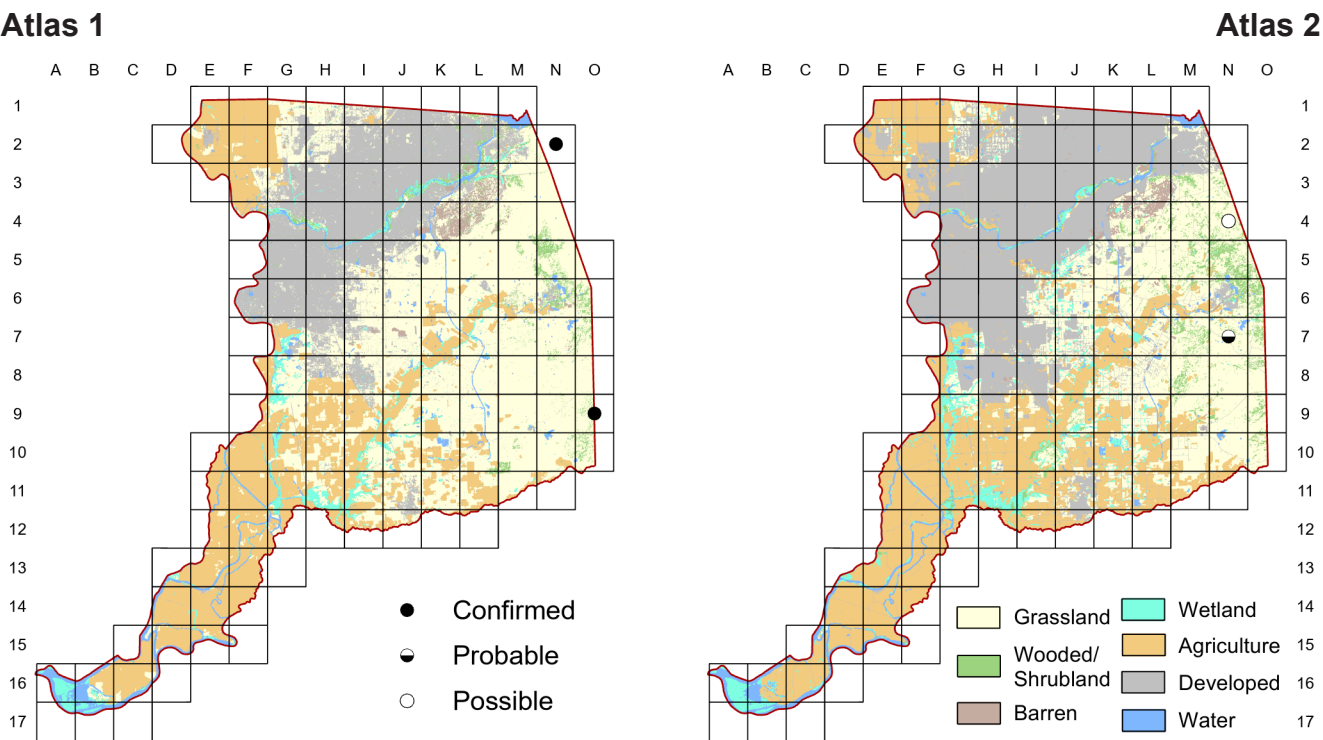 Atlas 1
Atlas 2
A B C D E F G H I J K L M N O
A B C D E F G H I J K L M N O
1
2
3
4
5
6
7
8
9
10
11
12
13
14
15
16
17
1
2
3
4
5
6
7
8
9
10
11
12
13
14
15
16
17
Confirmed
Probable
Possible
Grassland
Wooded/
Shrubland
Barren
Wetland
Agriculture
Developed
Water